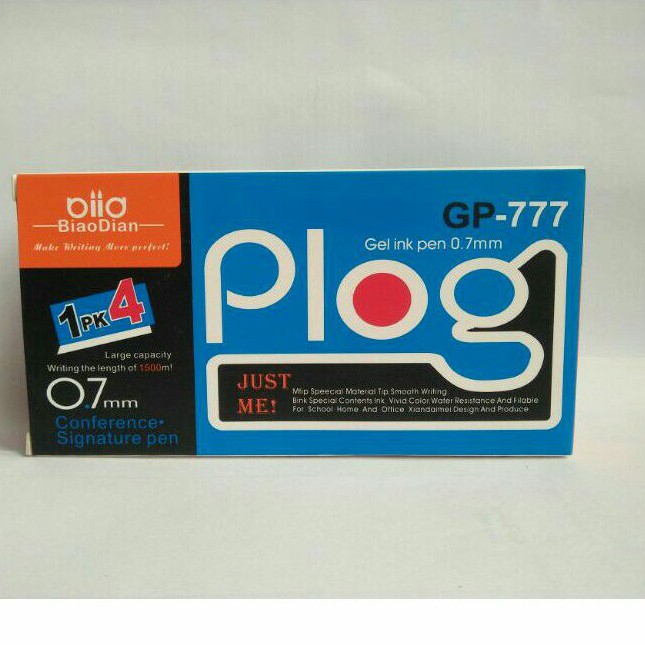 biia
BiaoDian
Make Writing More perfect!
1PK4
Large capacity
Writing the length of 1500m!
0.7mm
Conference•
Signature pen
GP-777
Gel ink pen 0.7mm
Plog
JUST
ME!
Mtip Speecial Material Tip Smooth Writing
Bink Special Contents Ink. Vivid Color. Water Resistance And Filable
For School Home And Office Xiandaimei Design And Produce